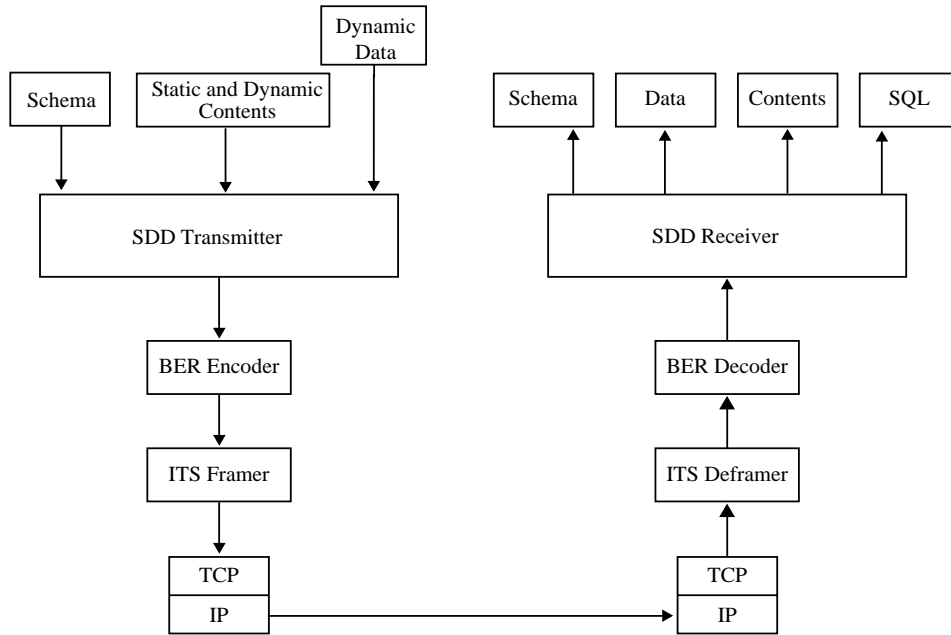 Dynamic
Data
Schema
Static and Dynamic
Contents
Schema
Data
Contents
SQL
SDD Transmitter
SDD Receiver
BER Encoder
BER Decoder
ITS Framer
ITS Deframer
TCP
TCP
IP
IP